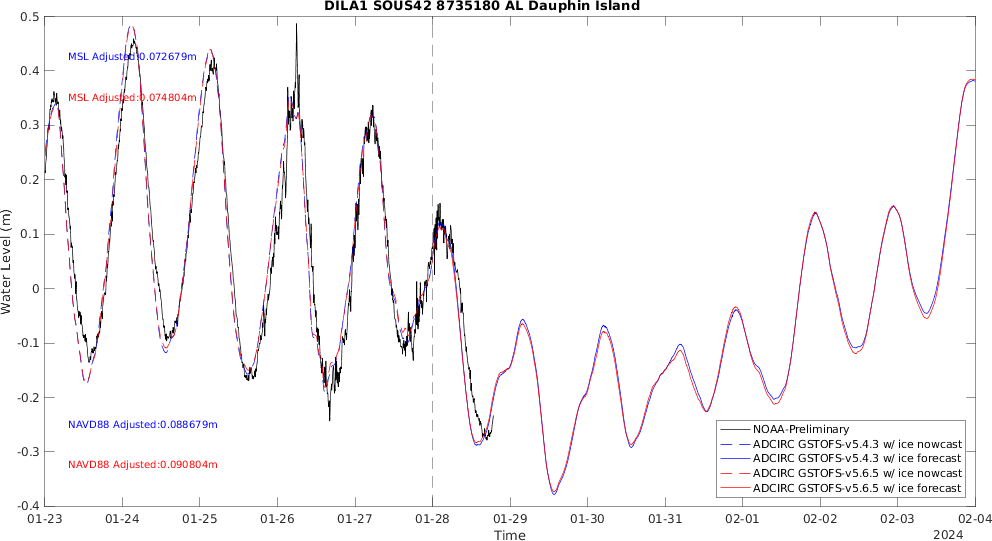 DILA1 SOUS42 8735180 AL Dauphin Island
0.5
0.4
0.3
0.2
0.1
0
-0.1
-0.2
-0.3
-0.4
Water Level (m)
MSL Adjusted:0.072679m
MSL Adjusted:0.074804m
NAVD88 Adjusted:0.088679m
NAVD88 Adjusted:0.090804m
NOAA-Preliminary
ADCIRC GSTOFS-v5.4.3 w/ ice nowcast
ADCIRC GSTOFS-v5.4.3 w/ ice forecast
ADCIRC GSTOFS-v5.6.5 w/ ice nowcast
ADCIRC GSTOFS-v5.6.5 w/ ice forecast
01-23 01-24 01-25 01-26 01-27 01-28 01-29 01-30 01-31 02-01 02-02 02-03 02-04
Time
2024